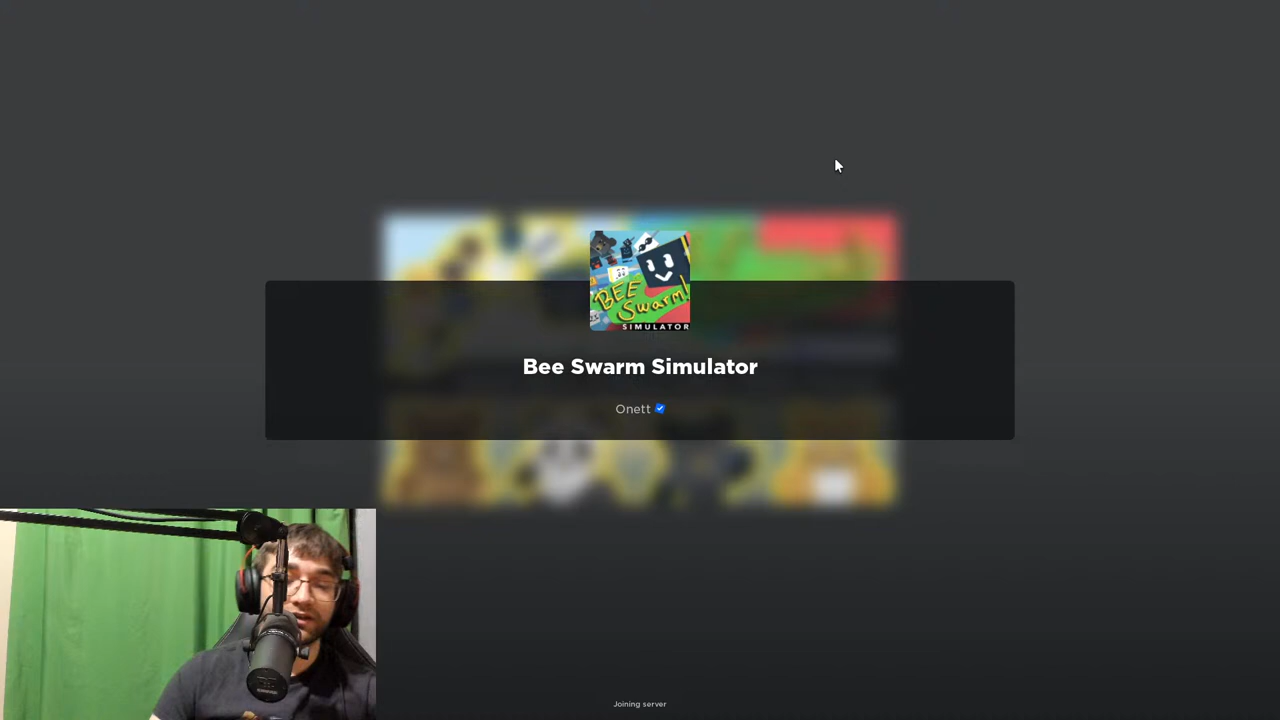 BEE
Swarm!
SIMULATOR
Bee Swarm Simulator
Onett
Joining server